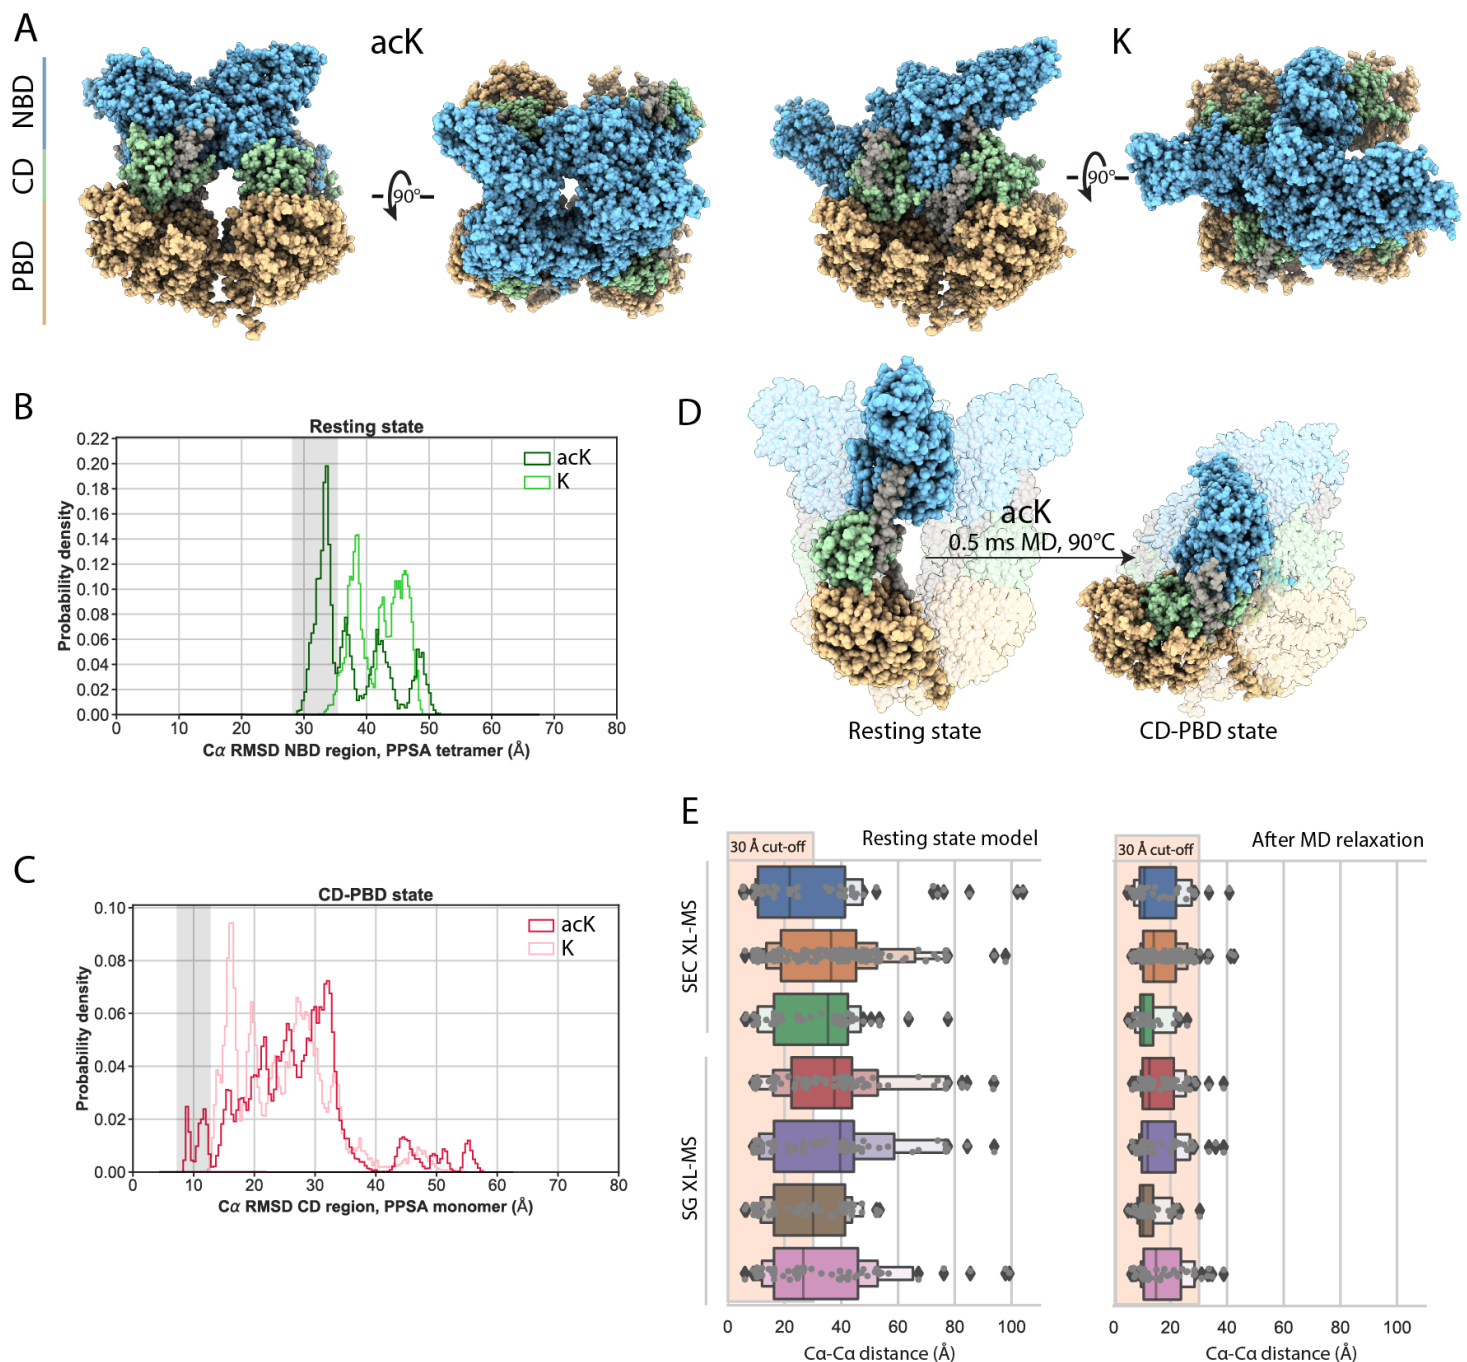 A
acK
K
NBD
CD
PBD
90°
90°
B
Resting state
0.22
0.20
0.18
0.16
0.14
0.12
0.10
0.08
0.06
0.04
0.02
0.00
Probability density
acK
K
0 10 20 30 40 50 60 70 80
Cα RMSD NBD region, PPSA tetramer (Å)
C
CD-PBD state
0.10
0.08
0.06
0.04
0.02
0.00
Probability density
acK
K
0 10 20 30 40 50 60 70 80
Cα RMSD CD region, PPSA monomer (Å)
D
acK
0.5 ms MD, 90°C
Resting state
CD-PBD state
E
30 Å cut-off
Resting state model
30 Å cut-off
After MD relaxation
SEC XL-MS
SG XL-MS
0 20 40 60 80 100
Cα-Cα distance (Å)
0 20 40 60 80 100
Cα-Cα distance (Å)